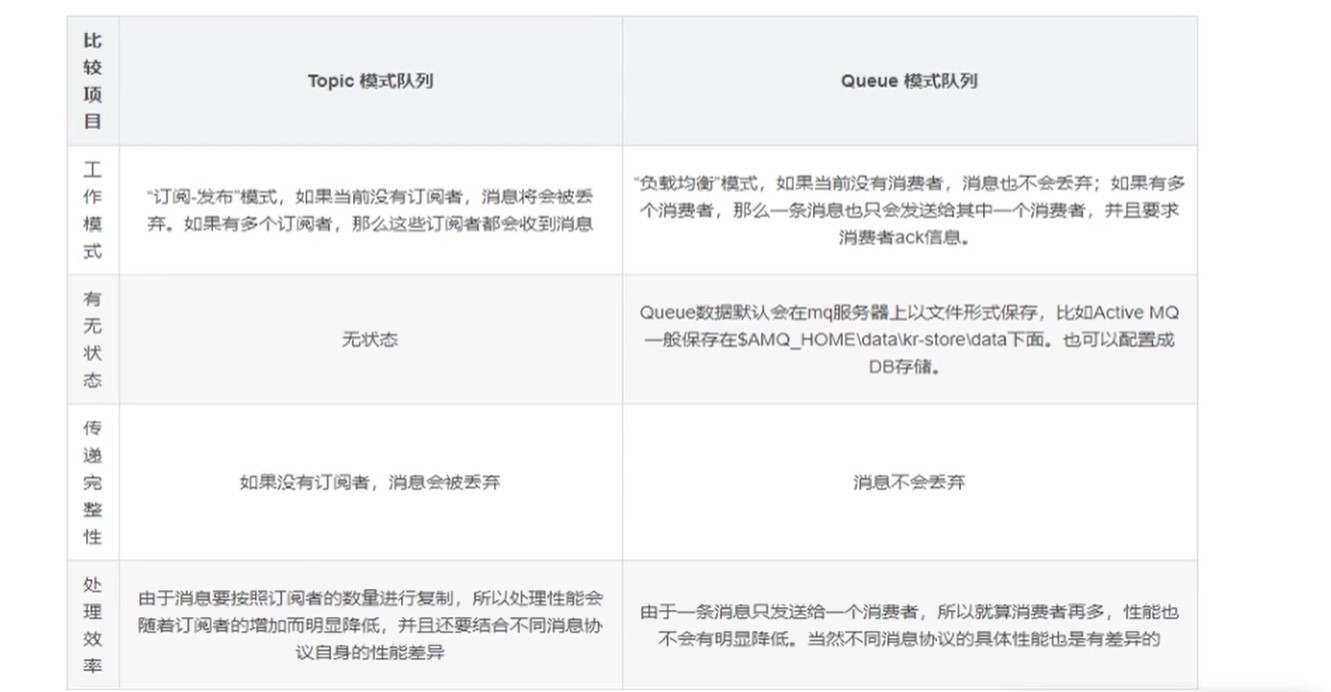 比
较
项
目
Topic 模式队列
Queue 模式队列
工
作
模
式
“订阅-发布”模式，如果当前没有订阅者，消息将会被丢
弃。如果有多个订阅者，那么这些订阅者都会收到消息
“负载均衡”模式，如果当前没有消费者，消息也不会丢弃；如果有多
个消费者，那么一条消息也只会发送给其中一个消费者，并且要求
消费者ack信息。
有
无
状
态
无状态
Queue数据默认会在mq服务器上以文件形式保存，比如Active MQ
一般保存在$AMQ_HOME\data\kr-store\data下面。也可以配置成
DB存储。
传
递
完
整
性
如果没有订阅者，消息会被丢弃
消息不会丢弃
处
理
效
率
由于消息要按照订阅者的数量进行复制，所以处理性能会
随着订阅者的增加而明显降低，并且还要结合不同消息协
议自身的性能差异
由于一条消息只发送给一个消费者，所以就算消费者再多，性能也
不会有明显降低。当然不同消息协议的具体性能也是有差异的